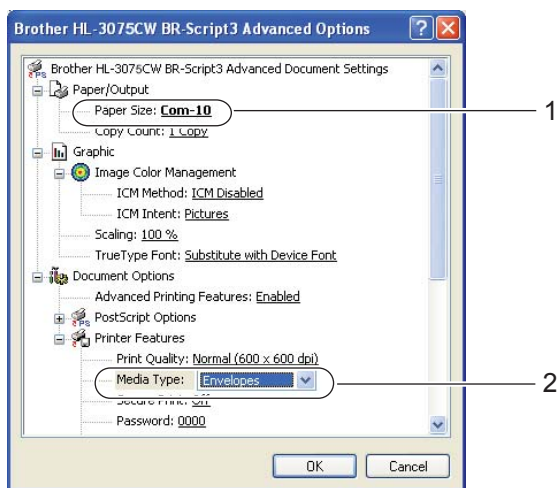 Brother HL-3075CW BR-Script3 Advanced Options
Brother HL-3075CW BR-Script3 Advanced Document Settings
Paper/Output
Paper Size: Com-10 1
Copy Count: 1 Copy
Graphic
Image Color Management
ICM Method: ICM Disabled
ICM Intent: Pictures
Scaling: 100 %
TrueType Font: Substitute with Device Font
Document Options
Advanced Printing Features: Enabled
PostScript Options
Printer Features
Print Quality: Normal (600 x 600 dpi)
Media Type: Envelopes 2
Secure Print: Off
Password: 0000
OK Cancel